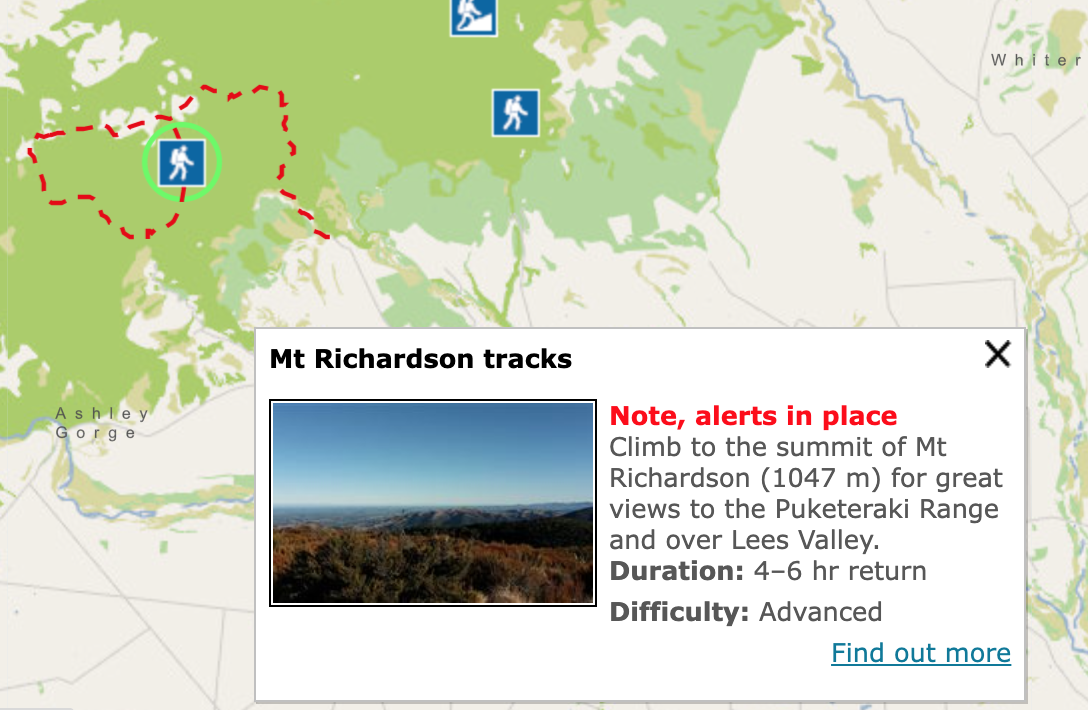 Whiter
Mt Richardson tracks
Ashley
Gorge
Note, alerts in place
Climb to the summit of Mt
Richardson (1047 m) for great
views to the Puketeraki Range
and over Lees Valley.
Duration: 4–6 hr return
Difficulty: Advanced
Find out more